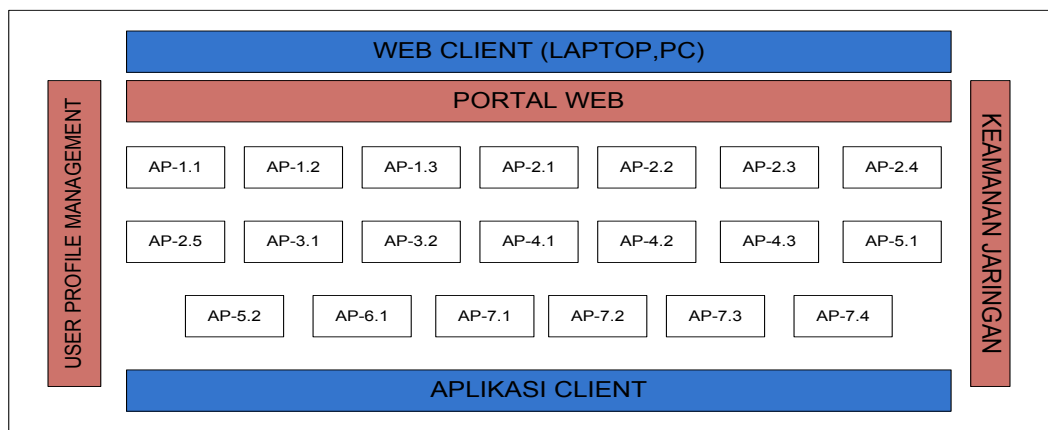 WEB CLIENT (LAPTOP,PC)
PORTAL WEB
USER PROFILE MANAGEMENT
KEAMANAN JARINGAN
AP-1.1 AP-1.2 AP-1.3 AP-2.1 AP-2.2 AP-2.3 AP-2.4
AP-2.5 AP-3.1 AP-3.2 AP-4.1 AP-4.2 AP-4.3 AP-5.1
AP-5.2 AP-6.1 AP-7.1 AP-7.2 AP-7.3 AP-7.4
APLIKASI CLIENT